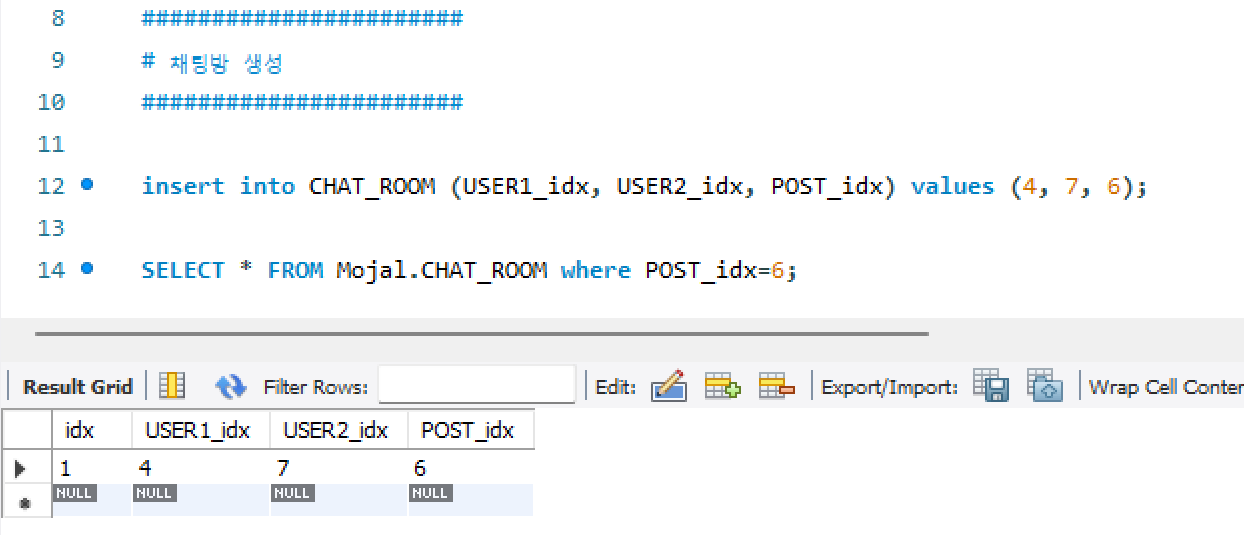 8 #######################
9 # 채팅방 생성
10 #######################
11
12 insert into CHAT_ROOM (USER1_idx, USER2_idx, POST_idx) values (4, 7, 6);
13
14 SELECT * FROM Mojal.CHAT_ROOM where POST_idx=6;
Result Grid Filter Rows: Edit: Export/Import: Wrap Cell Conter
idx USER1_idx USER2_idx POST_idx
1 4 7 6
NULL NULL NULL NULL